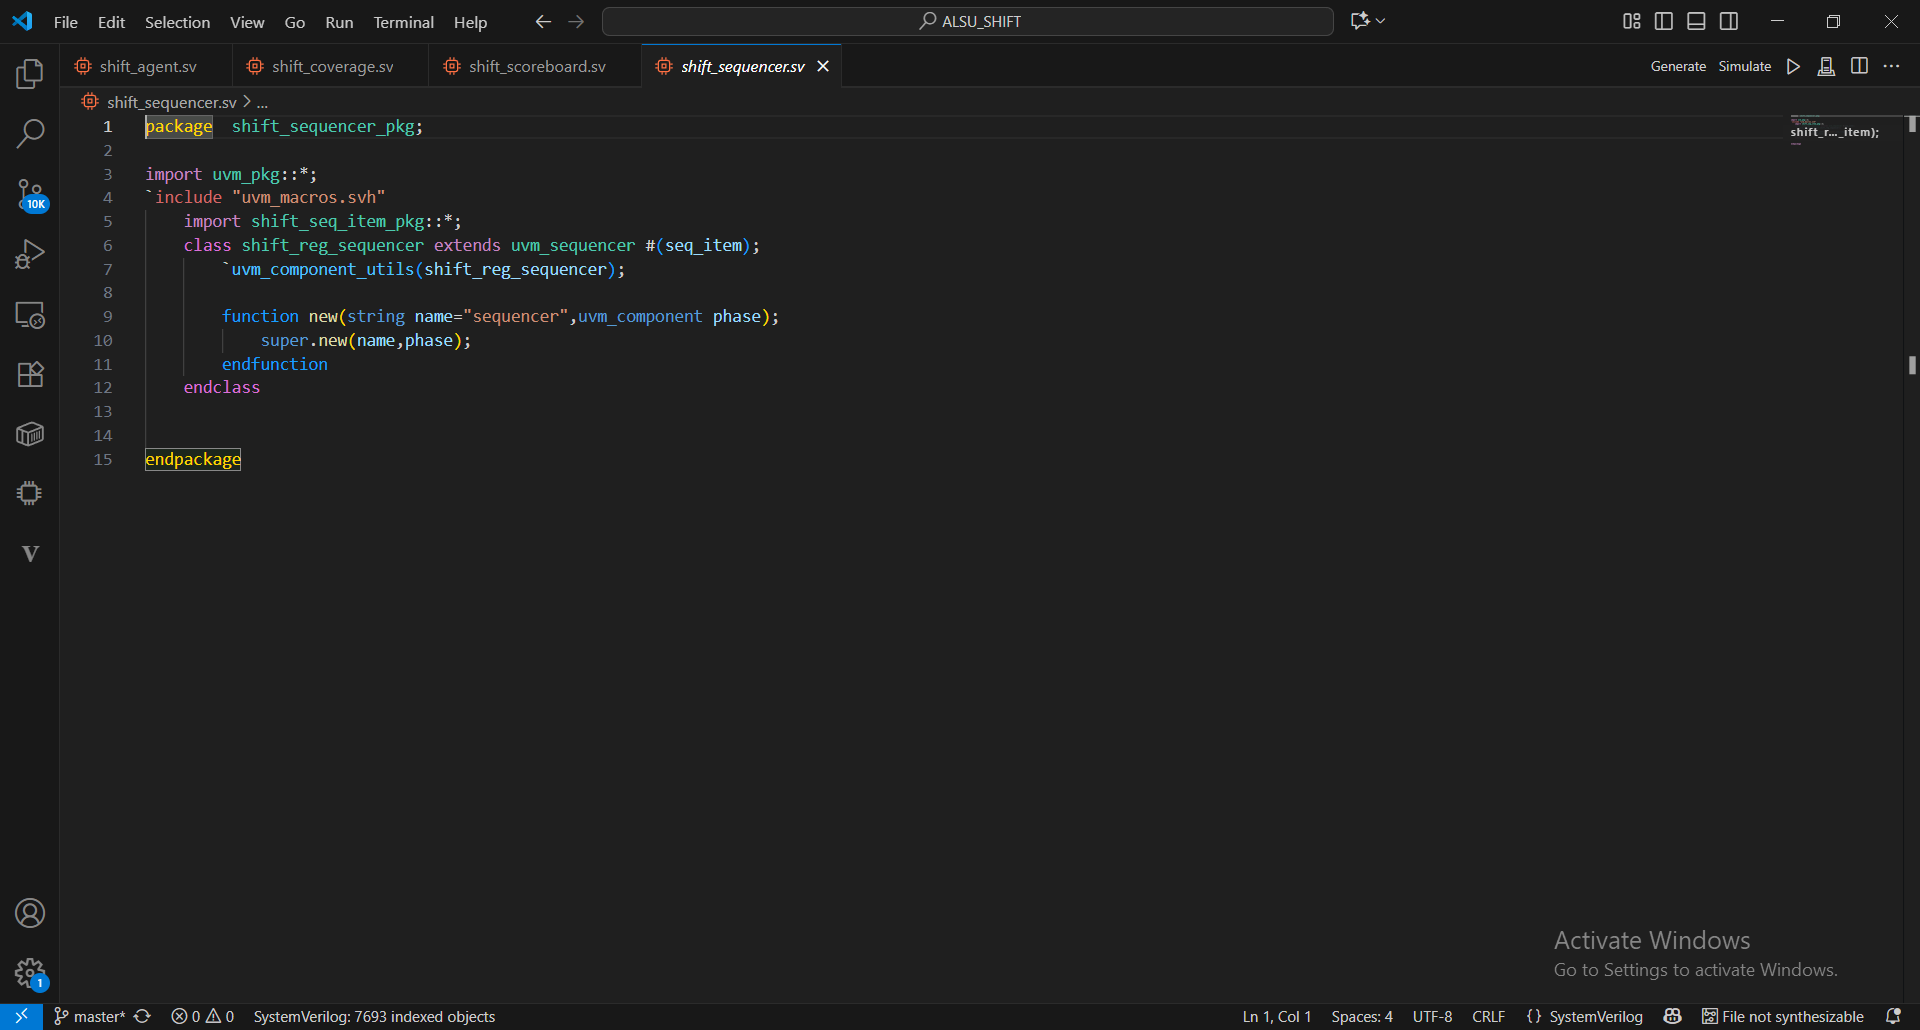 File Edit Selection View Go Run Terminal Help
ALSU_SHIFT
shift_agent.sv
shift_coverage.sv
shift_scoreboard.sv
shift_sequencer.sv
Generate Simulate
shift_sequencer.sv > ...
1 package  shift_sequencer_pkg;
2
3 import uvm_pkg::*;
4 `include "uvm_macros.svh"
5     import shift_seq_item_pkg::*;
6     class shift_reg_sequencer extends uvm_sequencer #(seq_item);
7         `uvm_component_utils(shift_reg_sequencer);
8
9         function new(string name="sequencer",uvm_component phase);
10             super.new(name,phase);
11         endfunction
12     endclass
13
14
15 endpackage
shift_r..._item);
10K
V
1
Activate Windows
Go to Settings to activate Windows.
master* 0 0 SystemVerilog: 7693 indexed objects
Ln 1, Col 1 Spaces: 4 UTF-8 CRLF {} SystemVerilog File not synthesizable